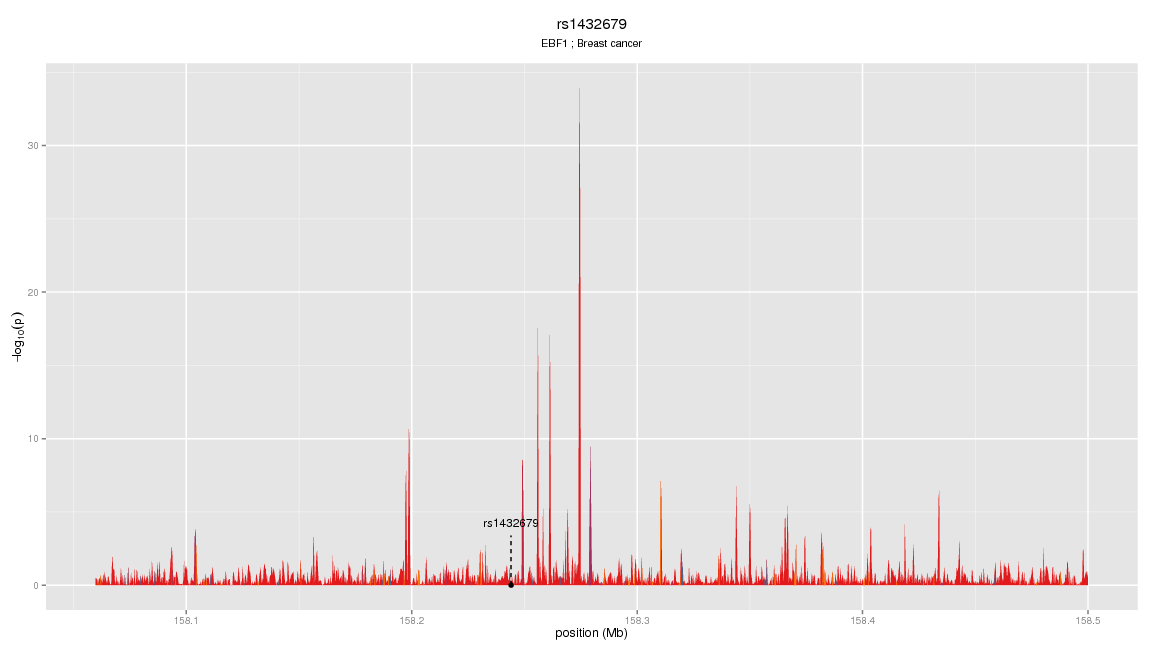 rs1432679
EBF1 ; Breast cancer
30
20
10
0
−log10(p)
rs1432679
158.1
158.2
158.3
158.4
158.5
position (Mb)